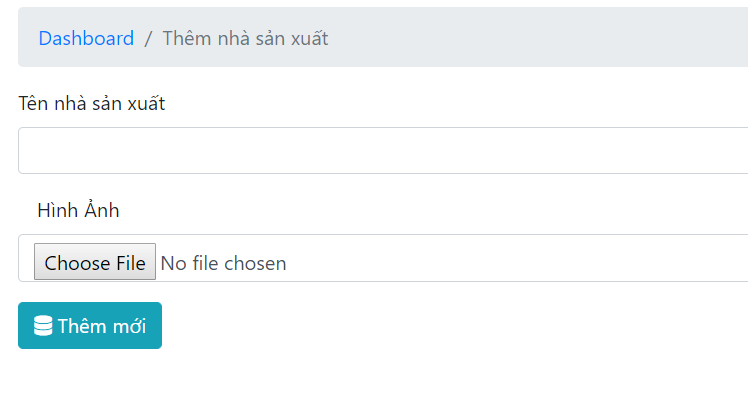 Dashboard / Thêm nhà sản xuất
Tên nhà sản xuất
Hình Ảnh
Choose File No file chosen
Thêm mới